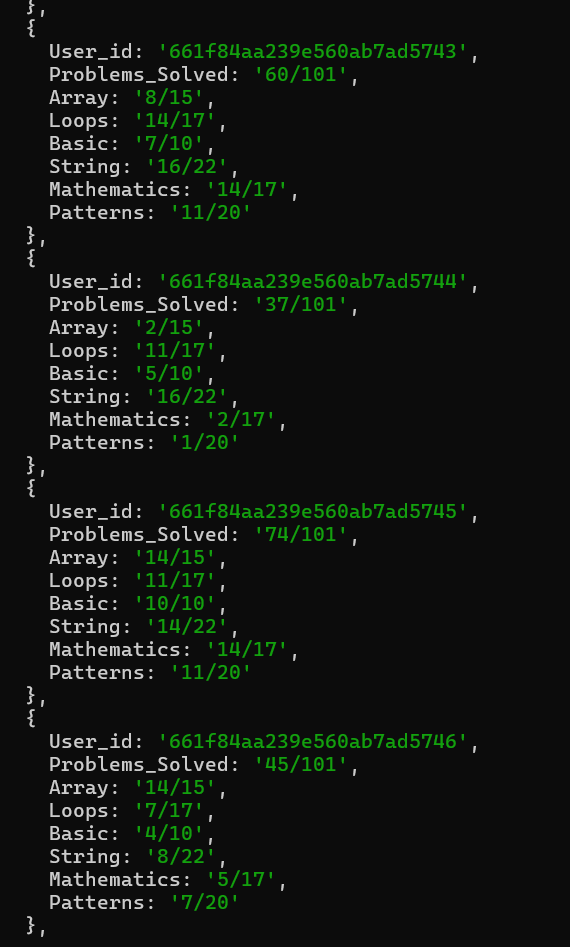 },
{
User_id: '661f84aa239e560ab7ad5743',
Problems_Solved: '60/101',
Array: '8/15',
Loops: '14/17',
Basic: '7/10',
String: '16/22',
Mathematics: '14/17',
Patterns: '11/20'
},
{
User_id: '661f84aa239e560ab7ad5744',
Problems_Solved: '37/101',
Array: '2/15',
Loops: '11/17',
Basic: '5/10',
String: '16/22',
Mathematics: '2/17',
Patterns: '1/20'
},
{
User_id: '661f84aa239e560ab7ad5745',
Problems_Solved: '74/101',
Array: '14/15',
Loops: '11/17',
Basic: '10/10',
String: '14/22',
Mathematics: '14/17',
Patterns: '11/20'
},
{
User_id: '661f84aa239e560ab7ad5746',
Problems_Solved: '45/101',
Array: '14/15',
Loops: '7/17',
Basic: '4/10',
String: '8/22',
Mathematics: '5/17',
Patterns: '7/20'
},